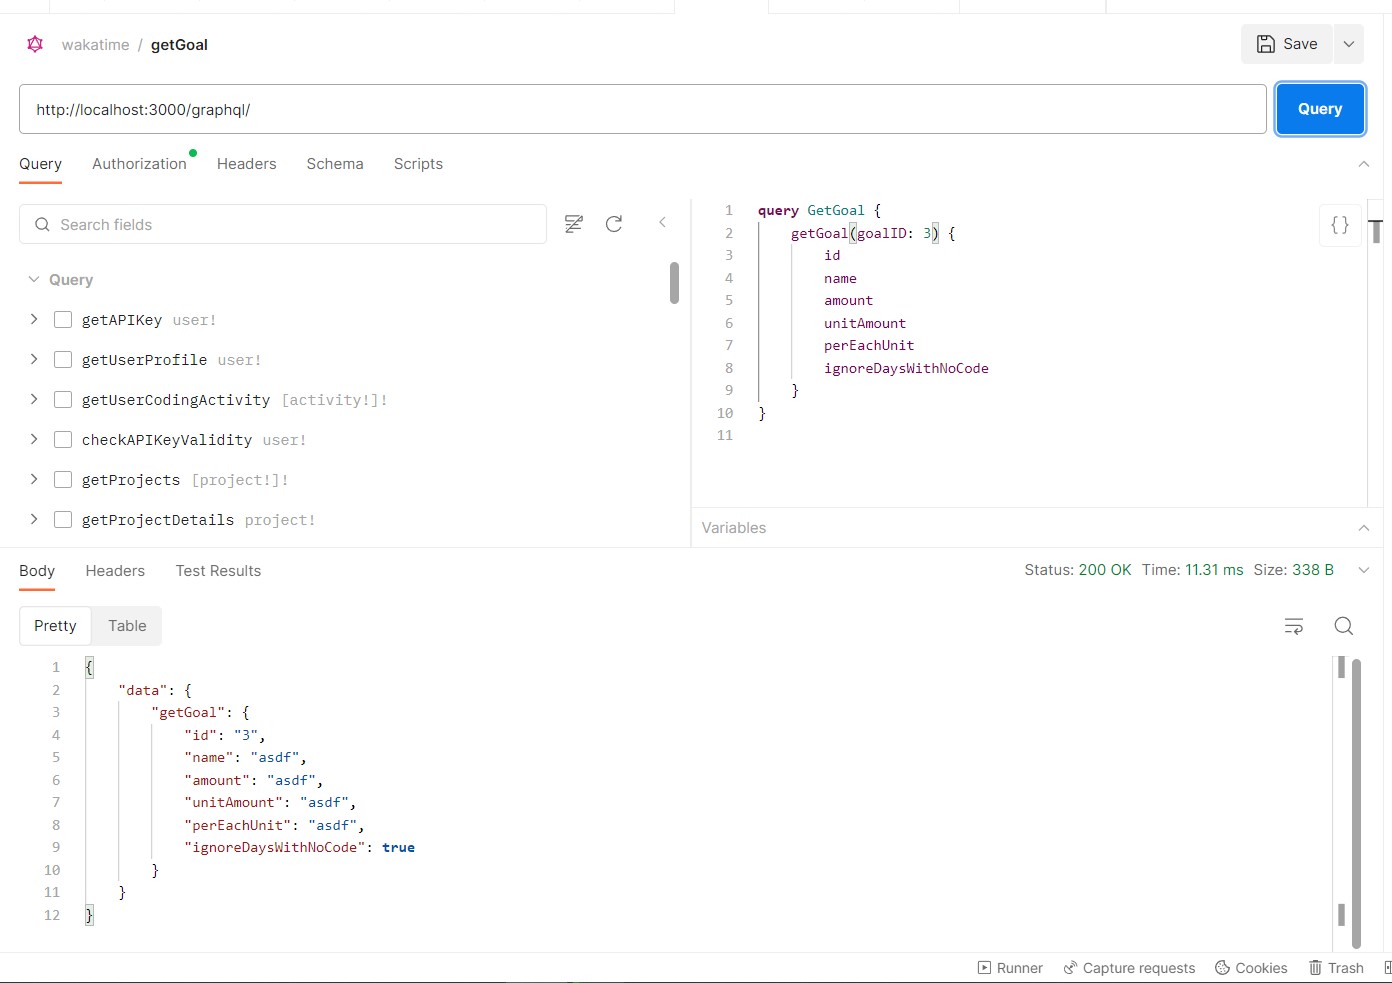 wakatime / getGoal
Save
http://localhost:3000/graphql/
Query
Query Authorization Headers Schema Scripts
Search fields
Query
getAPIKey user!
getUserProfile user!
getUserCodingActivity [activity!]!
checkAPIKeyValidity user!
getProjects [project!]!
getProjectDetails project!
1 query GetGoal {
2 getGoal(goalID: 3) {
3 id
4 name
5 amount
6 unitAmount
7 perEachUnit
8 ignoreDaysWithNoCode
9 }
10 }
11
{}
Variables
Body Headers Test Results
Status: 200 OK Time: 11.31 ms Size: 338 B
Pretty Table
1 {
2 "data": {
3 "getGoal": {
4 "id": "3",
5 "name": "asdf",
6 "amount": "asdf",
7 "unitAmount": "asdf",
8 "perEachUnit": "asdf",
9 "ignoreDaysWithNoCode": true
10 }
11 }
12 }
Runner Capture requests Cookies Trash